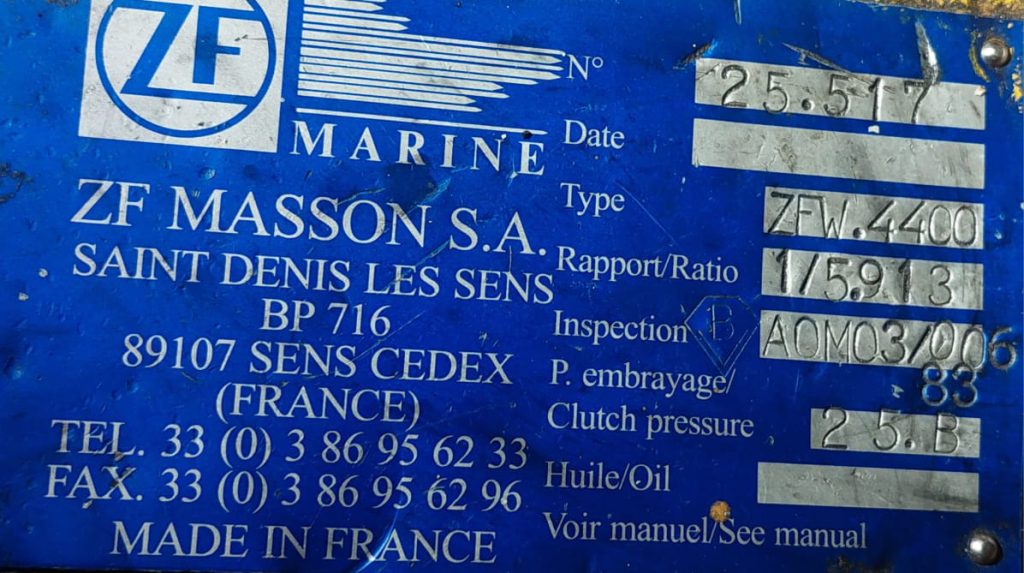 ZF
MARINE
ZF MASSON S.A.
SAINT DENIS LES SENS
BP 716
89107 SENS CEDEX
(FRANCE)
TEL. 33 (0) 3 86 95 62 33
FAX. 33 (0) 3 86 95 62 96
MADE IN FRANCE
N° 25.517
Date
Type ZFW.4400
Rapport/Ratio 1/5.913
Inspection B AOM03/006
83
P. embrayage/
Clutch pressure 25.B
Huile/Oil
Voir manuel/See manual